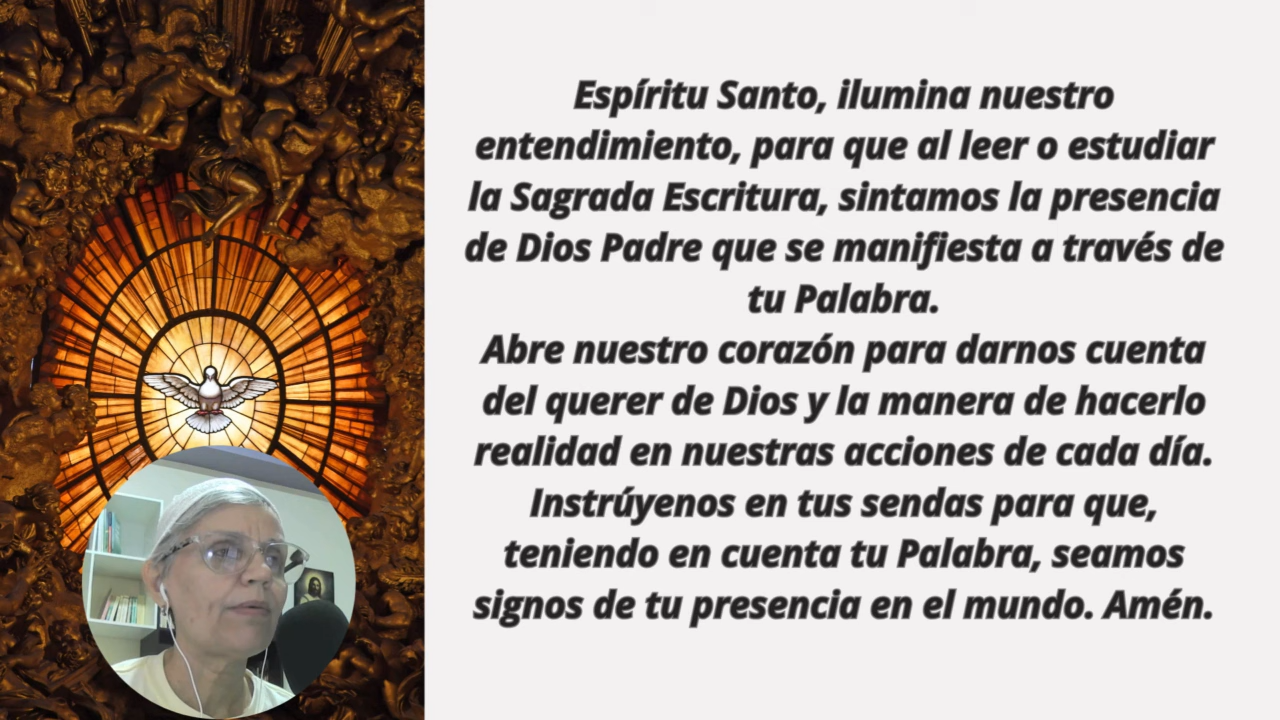 Espíritu Santo, ilumina nuestro
entendimiento, para que al leer o estudiar
la Sagrada Escritura, sintamos la presencia
de Dios Padre que se manifiesta a través de
tu Palabra.
Abre nuestro corazón para darnos cuenta
del querer de Dios y la manera de hacerlo
realidad en nuestras acciones de cada día.
Instrúyenos en tus sendas para que,
teniendo en cuenta tu Palabra, seamos
signos de tu presencia en el mundo. Amén.